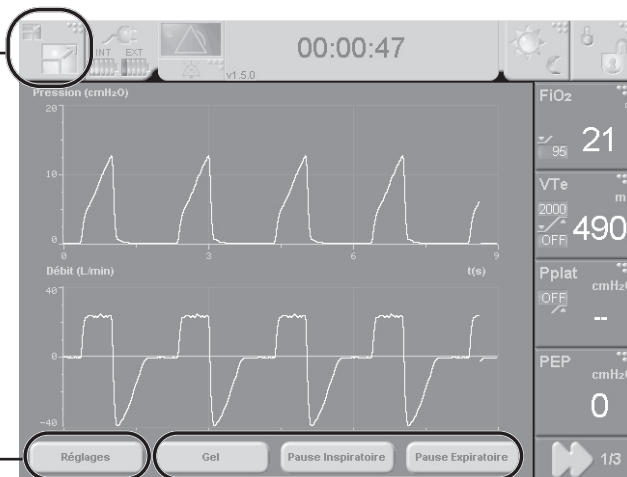 INT EXT
00:00:47
v1.5.0
Pression (cmH2O)
20
10
0
0 3 6 9
Débit (L/min) t(s)
40
0
-40
Réglages Gel Pause Inspiratoire Pause Expiratoire
FiO2
95 21
VTe
m
2000
OFF 490
Pplat
cmH2O
OFF
--
PEP
cmH2O
0
1/3